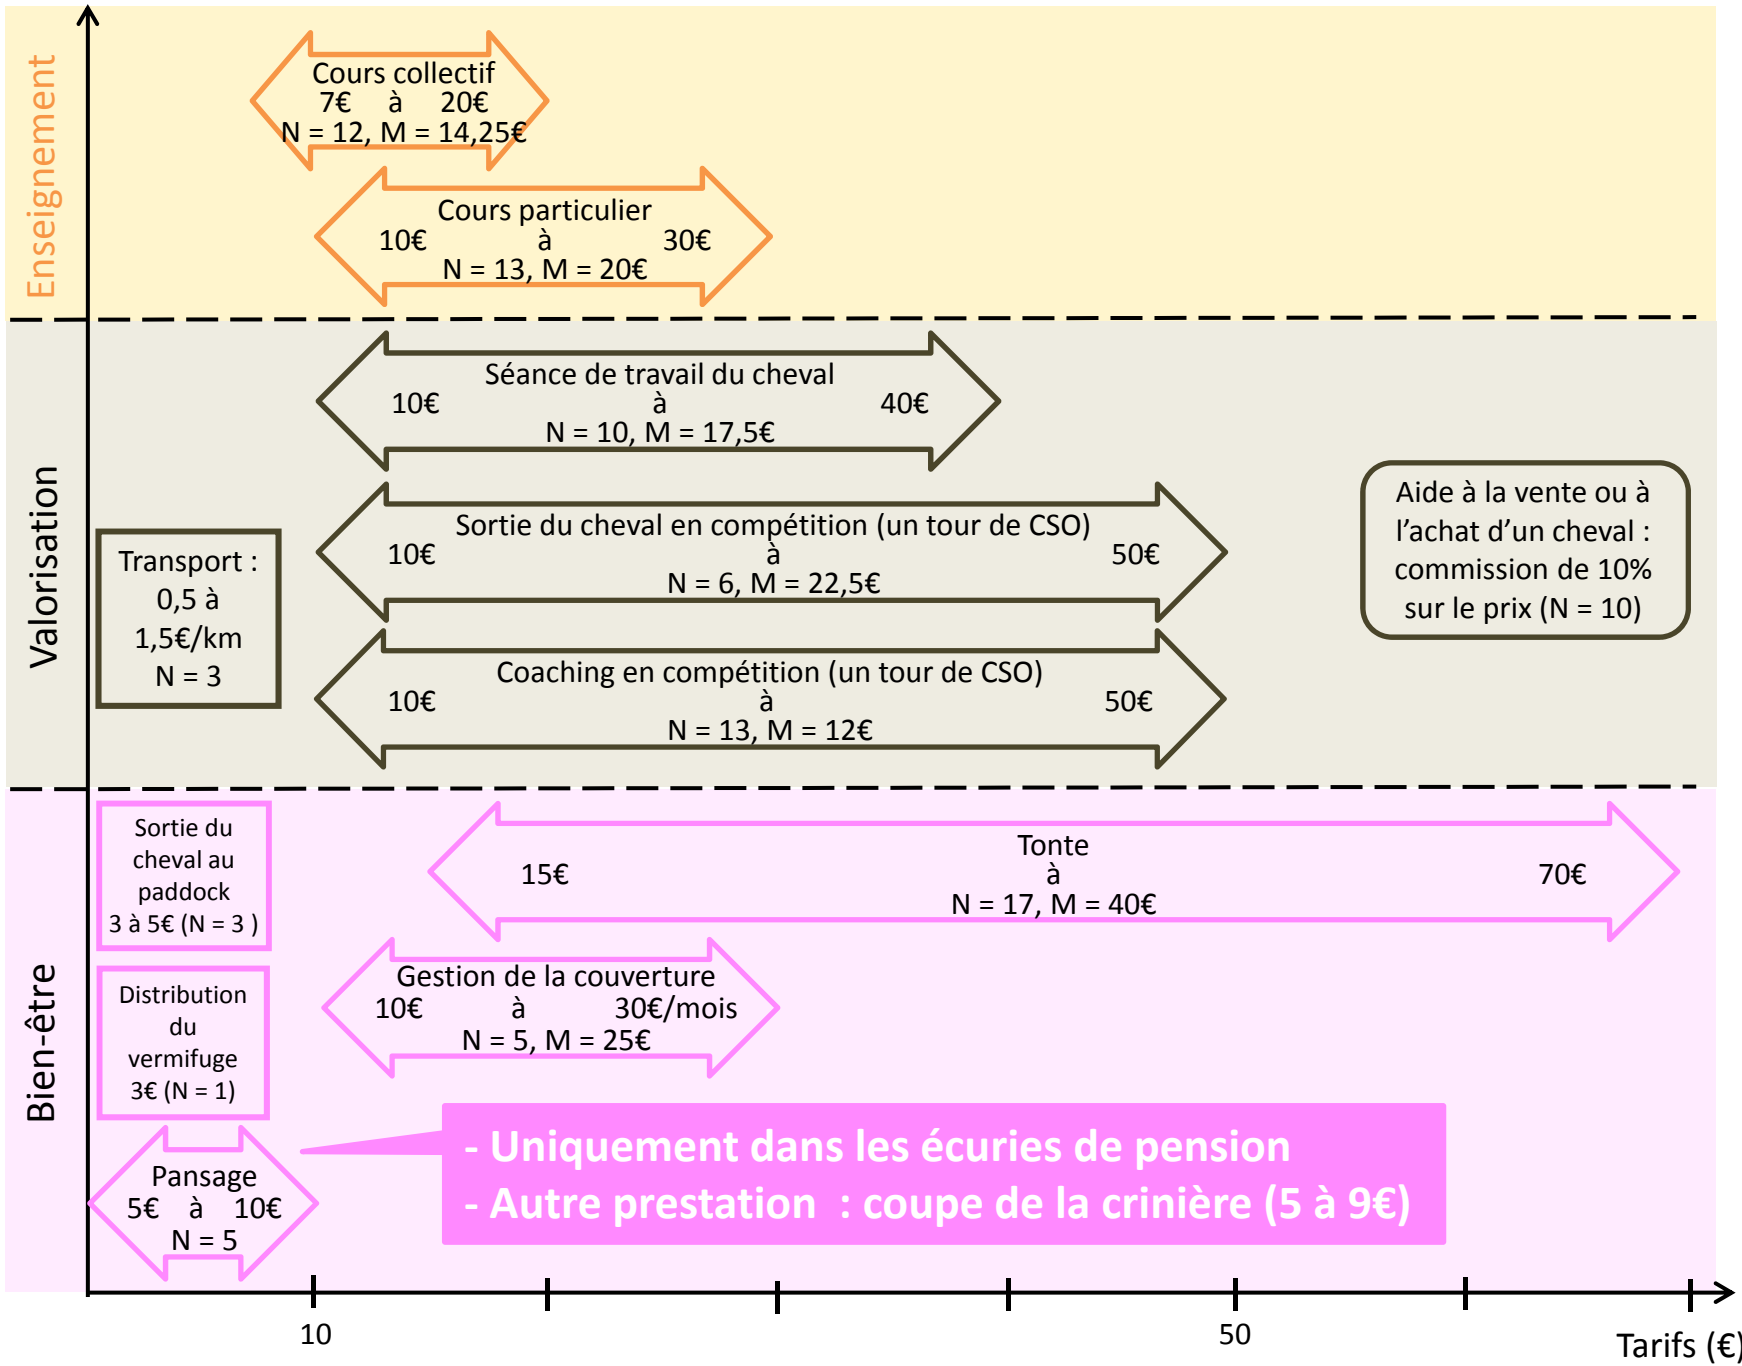 Enseignement
Cours collectif
7€ à 20€
N = 12, M = 14,25€
Cours particulier
10€ à 30€
N = 13, M = 20€
Valorisation
Séance de travail du cheval
10€ à 40€
N = 10, M = 17,5€
Sortie du cheval en compétition (un tour de CSO)
10€ à 50€
N = 6, M = 22,5€
Coaching en compétition (un tour de CSO)
10€ à 50€
N = 13, M = 12€
Transport :
0,5 à
1,5€/km
N = 3
Aide à la vente ou à
l’achat d’un cheval :
commission de 10%
sur le prix (N = 10)
Bien-être
Sortie du
cheval au
paddock
3 à 5€ (N = 3 )
Tonte
15€ à 70€
N = 17, M = 40€
Distribution
du
vermifuge
3€ (N = 1)
Gestion de la couverture
10€ à 30€/mois
N = 5, M = 25€
Pansage
5€ à 10€
N = 5
- Uniquement dans les écuries de pension
- Autre prestation : coupe de la crinière (5 à 9€)
10
50
Tarifs (€)